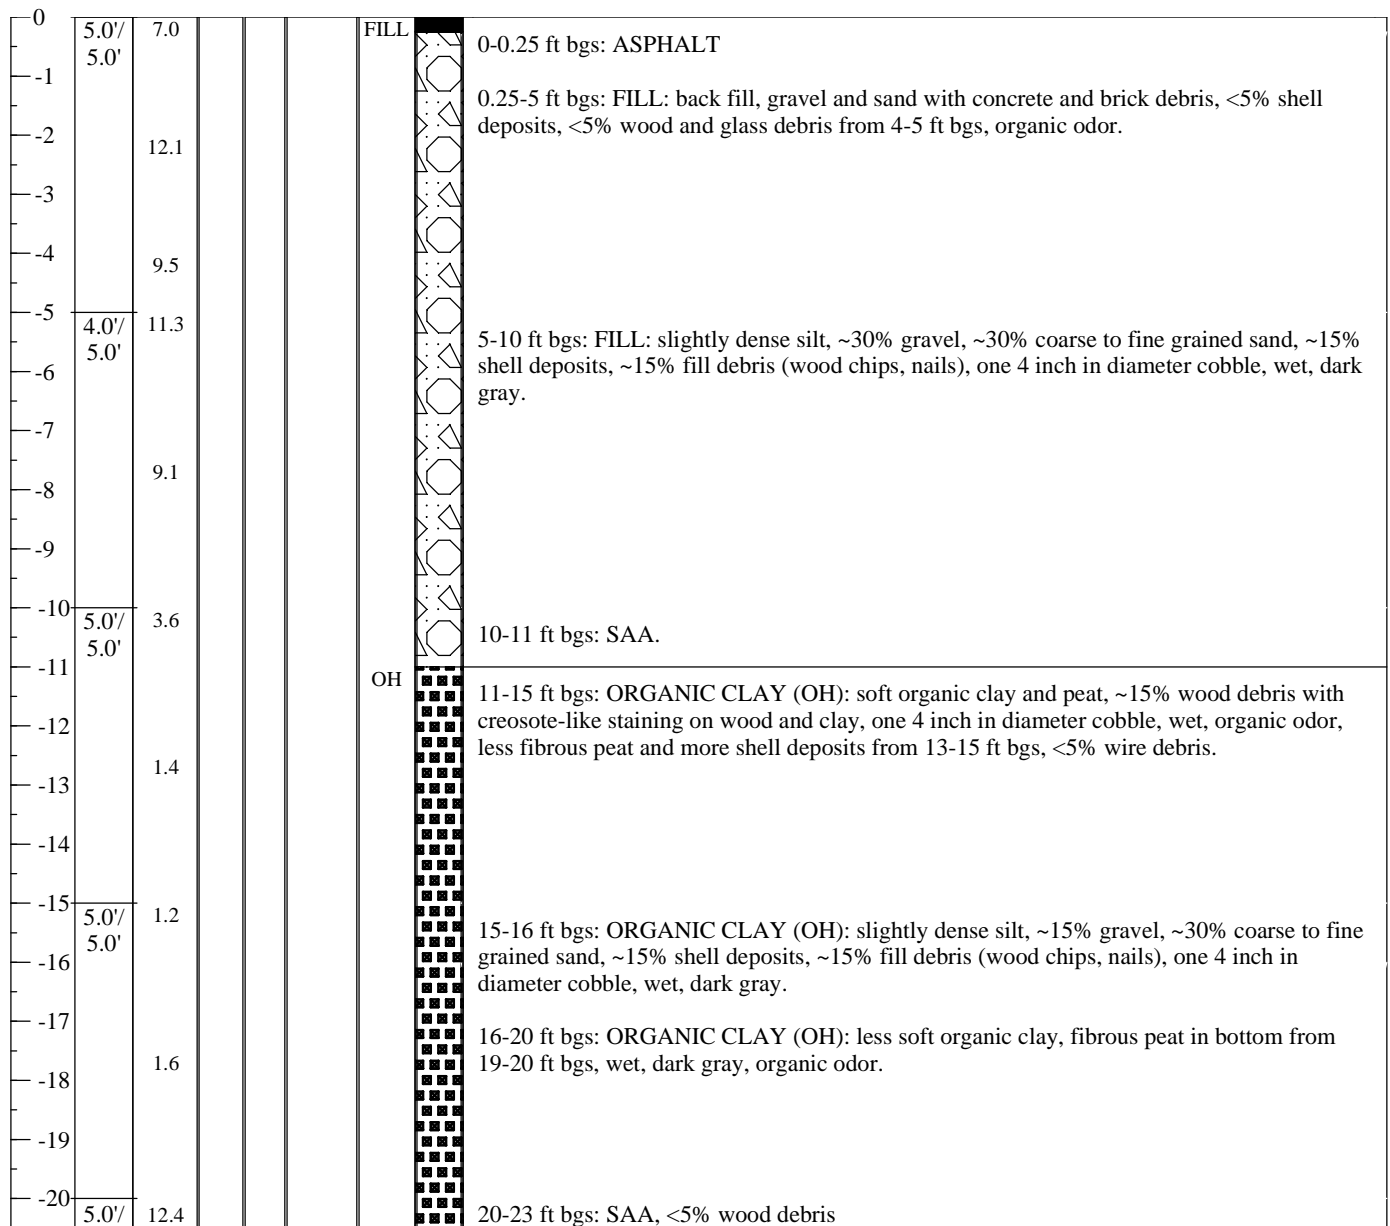 0
5.0'/
5.0'
7.0
FILL
0-0.25 ft bgs: ASPHALT
-1
0.25-5 ft bgs: FILL: back fill, gravel and sand with concrete and brick debris, <5% shell
deposits, <5% wood and glass debris from 4-5 ft bgs, organic odor.
-2
12.1
-3
-4
9.5
-5
4.0'/
5.0'
11.3
5-10 ft bgs: FILL: slightly dense silt, ~30% gravel, ~30% coarse to fine grained sand, ~15%
shell deposits, ~15% fill debris (wood chips, nails), one 4 inch in diameter cobble, wet, dark
gray.
-6
-7
9.1
-8
-9
-10
5.0'/
5.0'
3.6
10-11 ft bgs: SAA.
-11
OH
11-15 ft bgs: ORGANIC CLAY (OH): soft organic clay and peat, ~15% wood debris with
creosote-like staining on wood and clay, one 4 inch in diameter cobble, wet, organic odor,
less fibrous peat and more shell deposits from 13-15 ft bgs, <5% wire debris.
-12
1.4
-13
-14
-15
5.0'/
5.0'
1.2
15-16 ft bgs: ORGANIC CLAY (OH): slightly dense silt, ~15% gravel, ~30% coarse to fine
grained sand, ~15% shell deposits, ~15% fill debris (wood chips, nails), one 4 inch in
diameter cobble, wet, dark gray.
-16
-17
16-20 ft bgs: ORGANIC CLAY (OH): less soft organic clay, fibrous peat in bottom from
19-20 ft bgs, wet, dark gray, organic odor.
1.6
-18
-19
-20
5.0'/
12.4
20-23 ft bgs: SAA, <5% wood debris